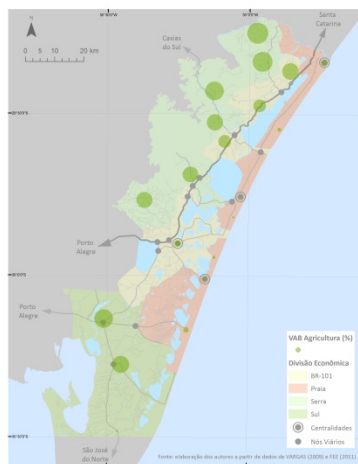 Santa
Catarina
N
Caxias
do Sul
0 10 20 km
Porto
Alegre
Porto
Alegre
VAB Agricultura (%)
Divisão Econômica
BR-101
Praia
Serra
Sul
Centralidades
Nós Viários
São José
do Norte
Fonte: elaboração dos autores a partir de dados de VARGAS (2009) e FEE (2011).